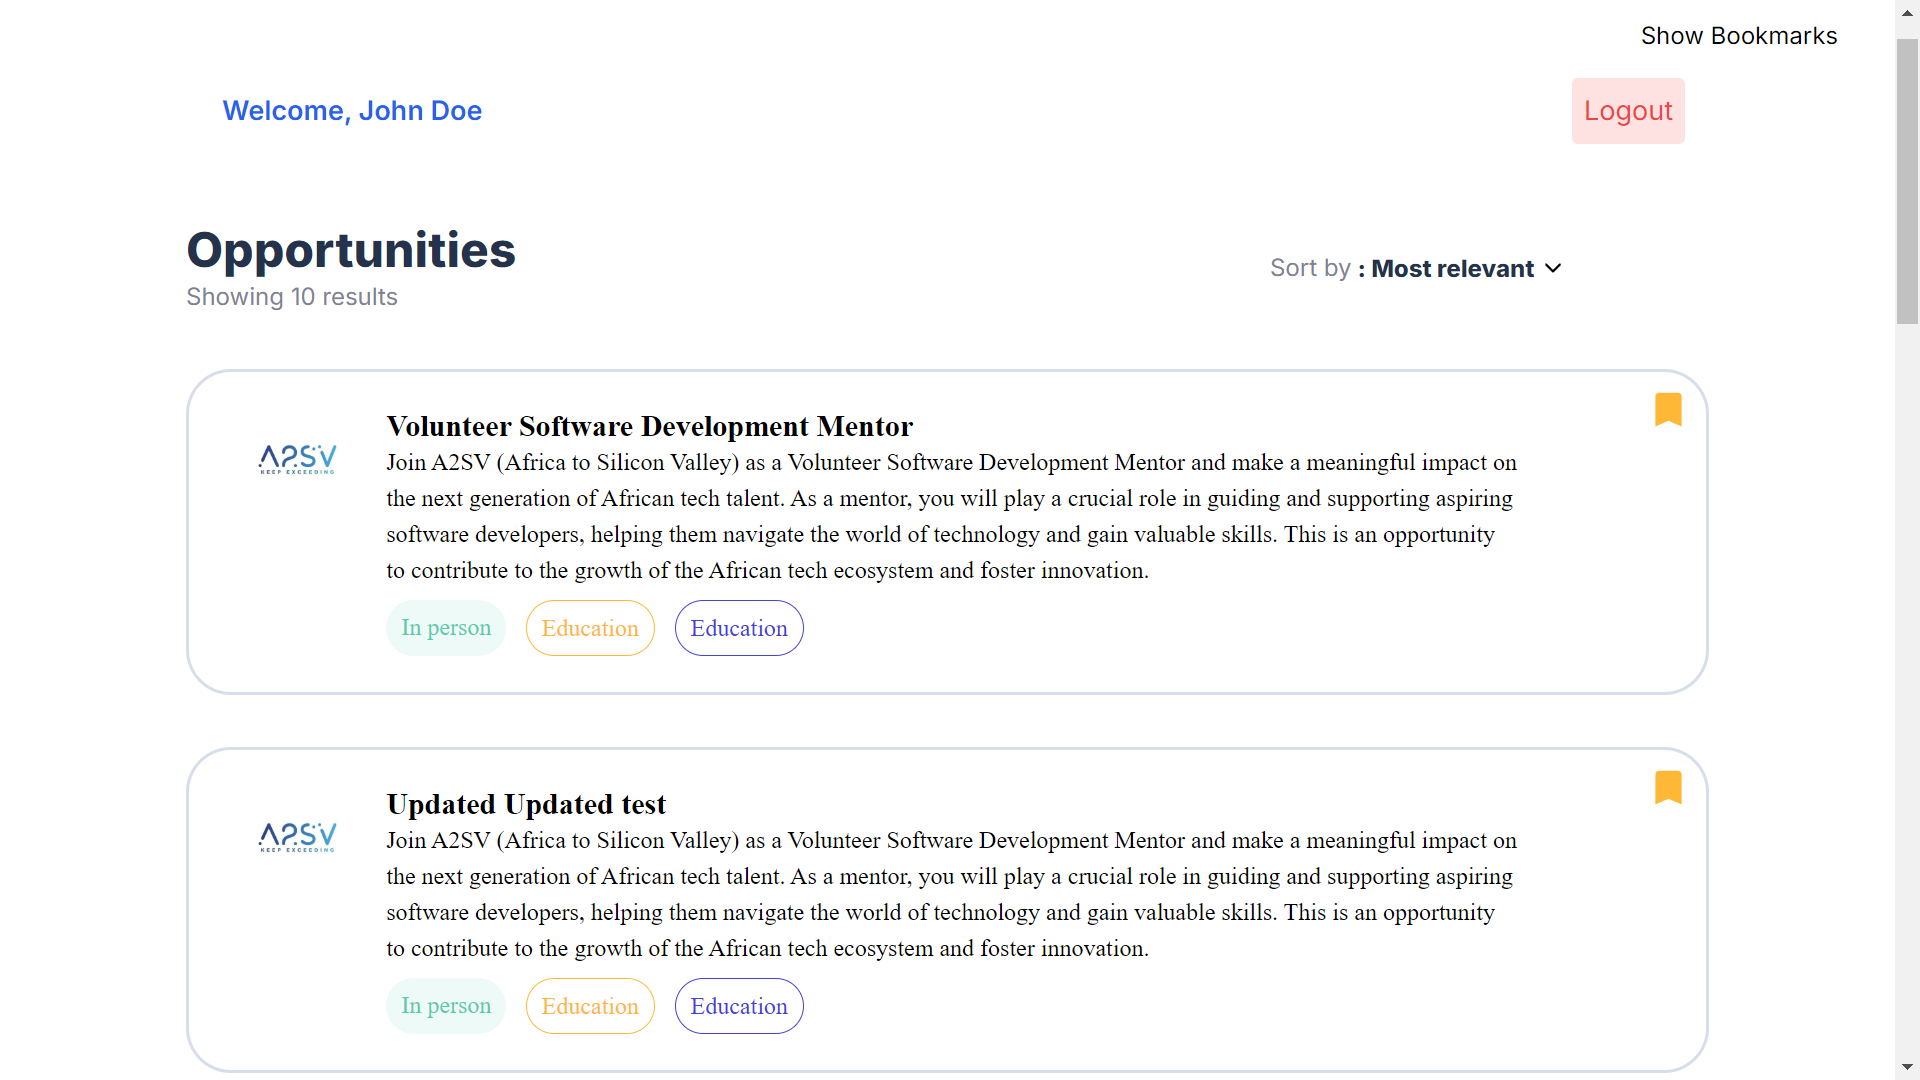 Show Bookmarks
Welcome, John Doe
Logout
Opportunities
Showing 10 results
Sort by : Most relevant
A2SV
KEEP EXCEEDING
Volunteer Software Development Mentor
Join A2SV (Africa to Silicon Valley) as a Volunteer Software Development Mentor and make a meaningful impact on
the next generation of African tech talent. As a mentor, you will play a crucial role in guiding and supporting aspiring
software developers, helping them navigate the world of technology and gain valuable skills. This is an opportunity
to contribute to the growth of the African tech ecosystem and foster innovation.
In person Education Education
A2SV
KEEP EXCEEDING
Updated Updated test
Join A2SV (Africa to Silicon Valley) as a Volunteer Software Development Mentor and make a meaningful impact on
the next generation of African tech talent. As a mentor, you will play a crucial role in guiding and supporting aspiring
software developers, helping them navigate the world of technology and gain valuable skills. This is an opportunity
to contribute to the growth of the African tech ecosystem and foster innovation.
In person Education Education